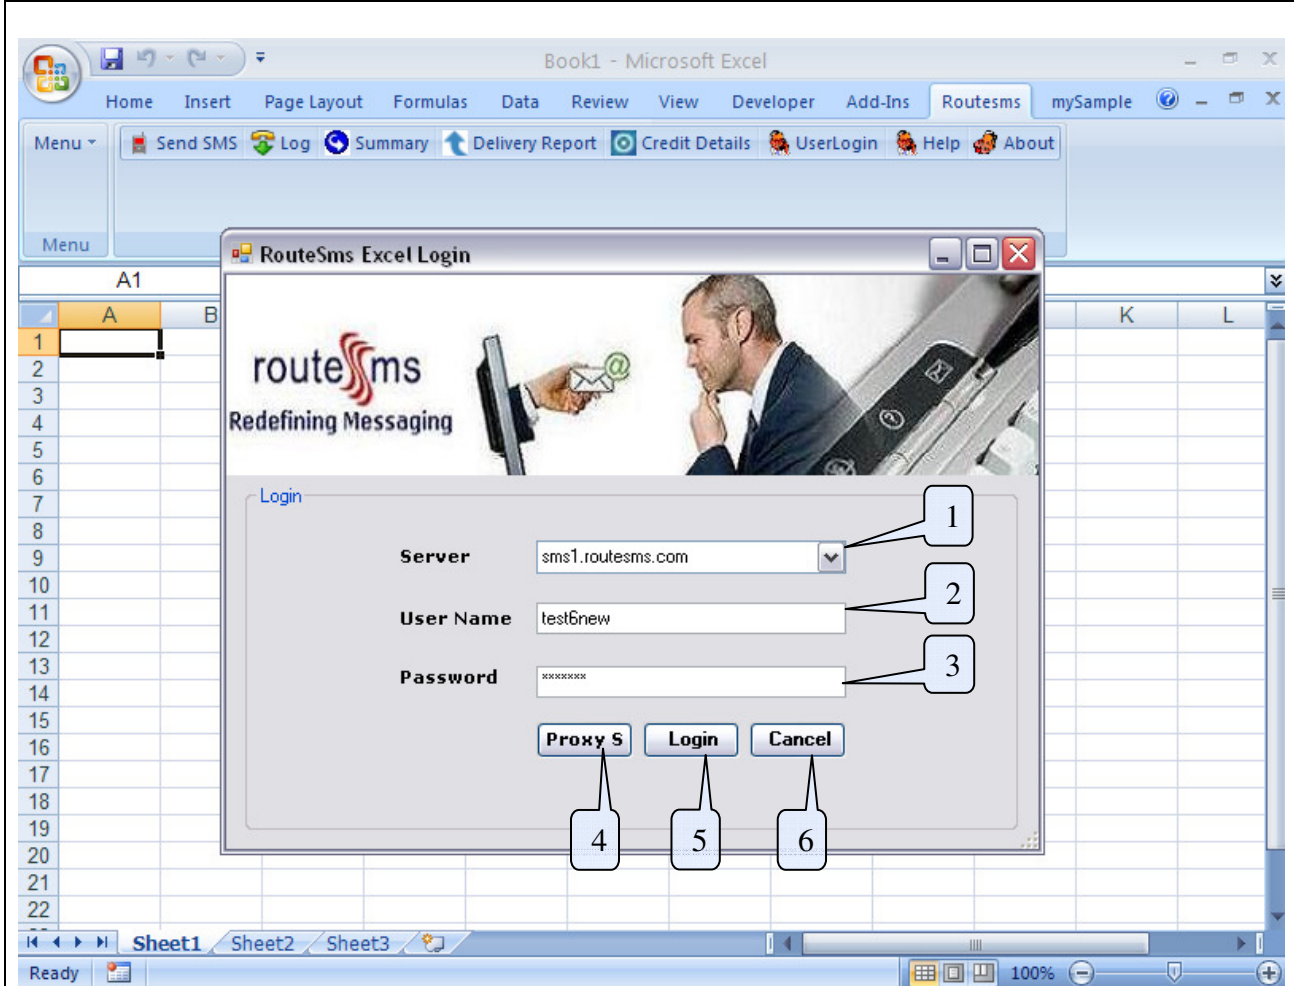 Book1 - Microsoft Excel
Home Insert Page Layout Formulas Data Review View Developer Add-Ins Routesms mySample
Menu Send SMS Log Summary Delivery Report Credit Details UserLogin Help About
Menu
RouteSms Excel Login
A1
A B K L
1
2
3
4
5
6
7
8
9
10
11
12
13
14
15
16
17
18
19
20
21
22
routeSms
Redefining Messaging
Login
1
Server sms1.routesms.com
2
User Name test6new
3
Password xxxxxxx
Proxy S Login Cancel
4 5 6
Sheet1 Sheet2 Sheet3
Ready 100%